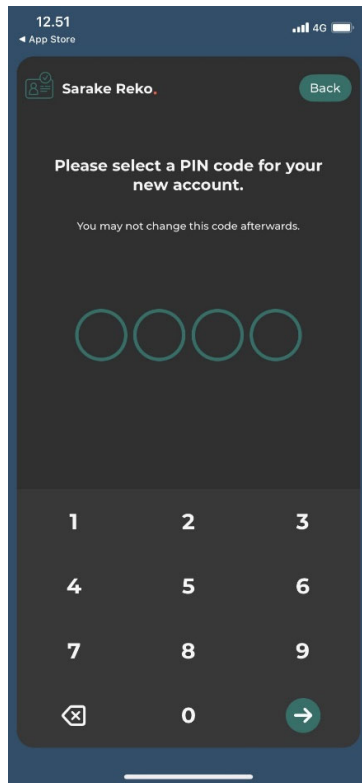 12.51
4G
◀ App Store
Sarake Reko.
Back
Please select a PIN code for your
new account.
You may not change this code afterwards.
1 2 3
4 5 6
7 8 9
0